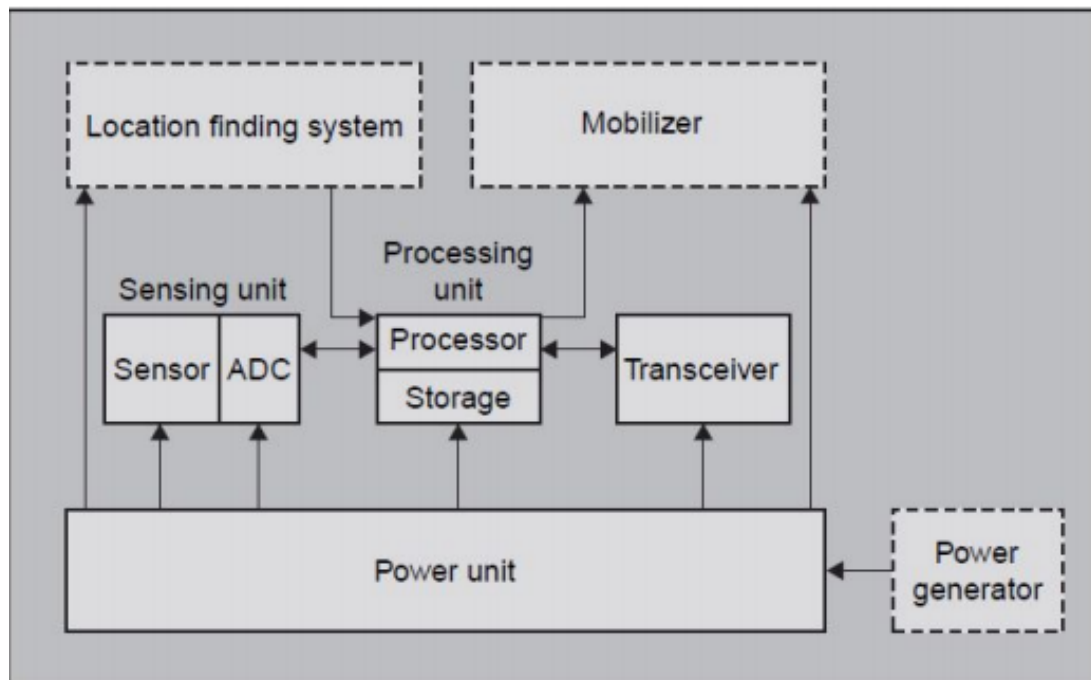 Location finding system
Mobilizer
Sensing unit
Processing
unit
Sensor
ADC
Processor
Storage
Transceiver
Power unit
Power
generator